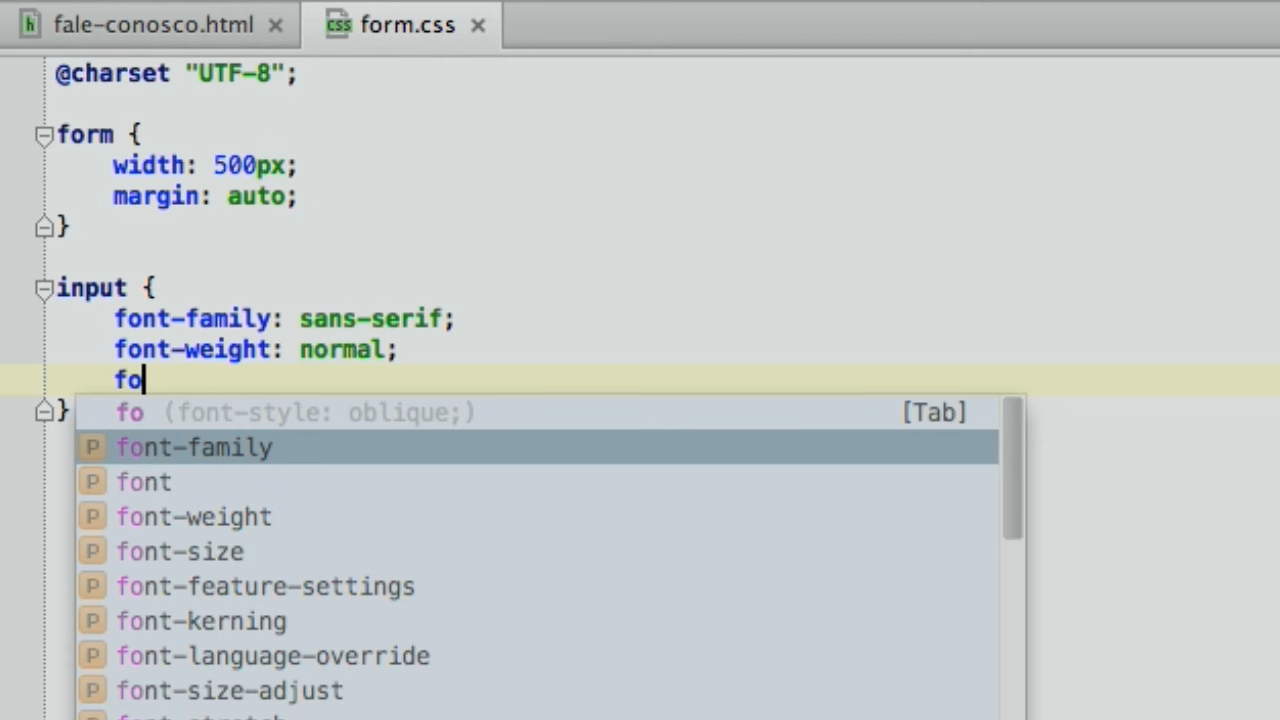 fale-conosco.html form.css
@charset "UTF-8";
form {
width: 500px;
margin: auto;
}
input {
font-family: sans-serif;
font-weight: normal;
fo
}
fo (font-style: oblique;) [Tab]
P font-family
P font
P font-weight
P font-size
P font-feature-settings
P font-kerning
P font-language-override
P font-size-adjust